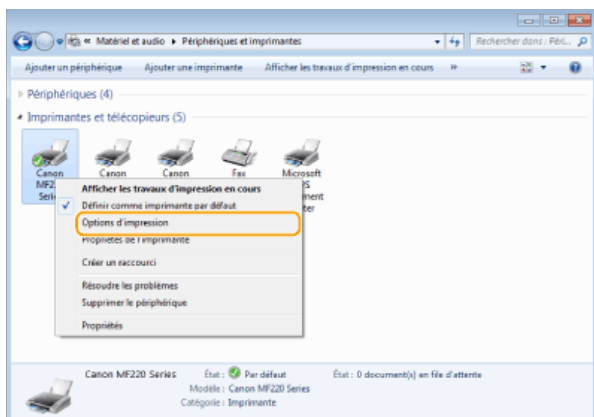 « Matériel et audio ▸ Périphériques et imprimantes
Rechercher dans : Péri...
Ajouter un périphérique Ajouter une imprimante Afficher les travaux d'impression en cours »
Périphériques (4)
Imprimantes et télécopieurs (5)
Canon Canon Canon Fax Microsoft
MF2
Seri
Afficher les travaux d'impression en cours
Définir comme imprimante par défaut
Options d'impression
Propriétés de l'imprimante
Créer un raccourci
Résoudre les problèmes
Supprimer le périphérique
Propriétés
Canon MF220 Series État : Par défaut État : 0 document(s) en file d'attente
Modèle : Canon MF220 Series
Catégorie : Imprimante